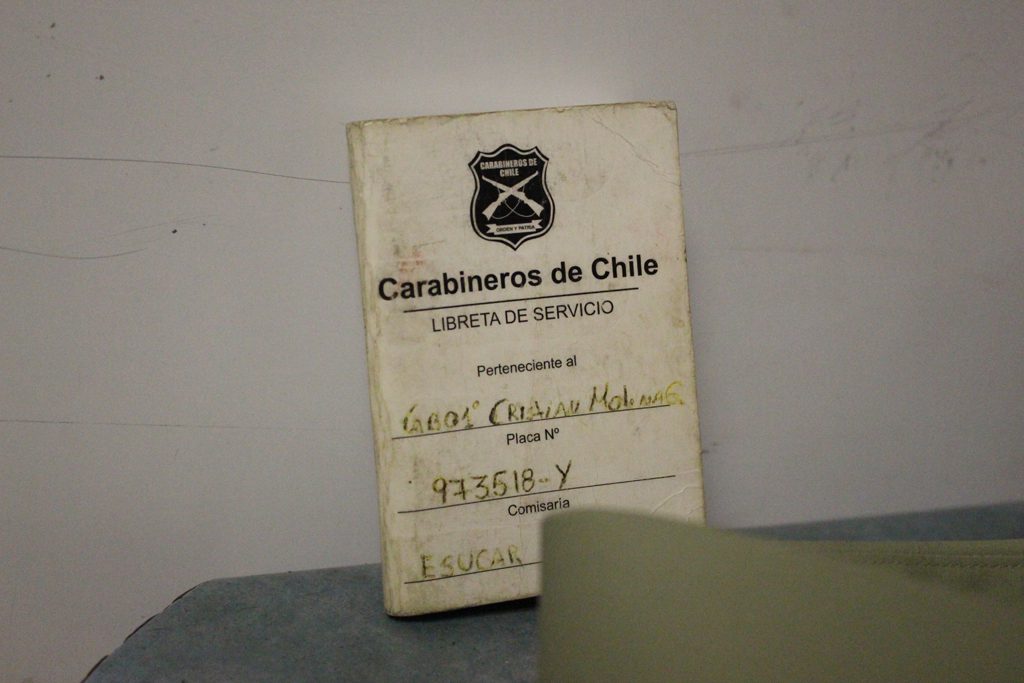 CARABINEROS DE
CHILE
ORDEN Y PATRIA
Carabineros de Chile
LIBRETA DE SERVICIO
Perteneciente al
CABO1° Molina G
Placa Nº
973518-Y
Comisaría
ESUCAR